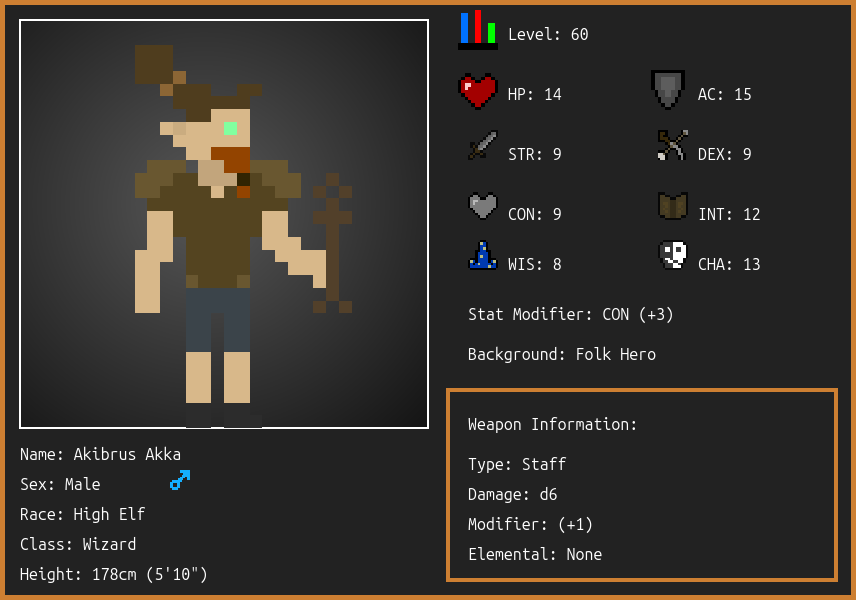 Level: 60
HP: 14
AC: 15
STR: 9
DEX: 9
CON: 9
INT: 12
WIS: 8
CHA: 13
Stat Modifier: CON (+3)
Background: Folk Hero
Weapon Information:
Type: Staff
Damage: d6
Modifier: (+1)
Elemental: None
Name: Akibrus Akka
Sex: Male
Race: High Elf
Class: Wizard
Height: 178cm (5'10")